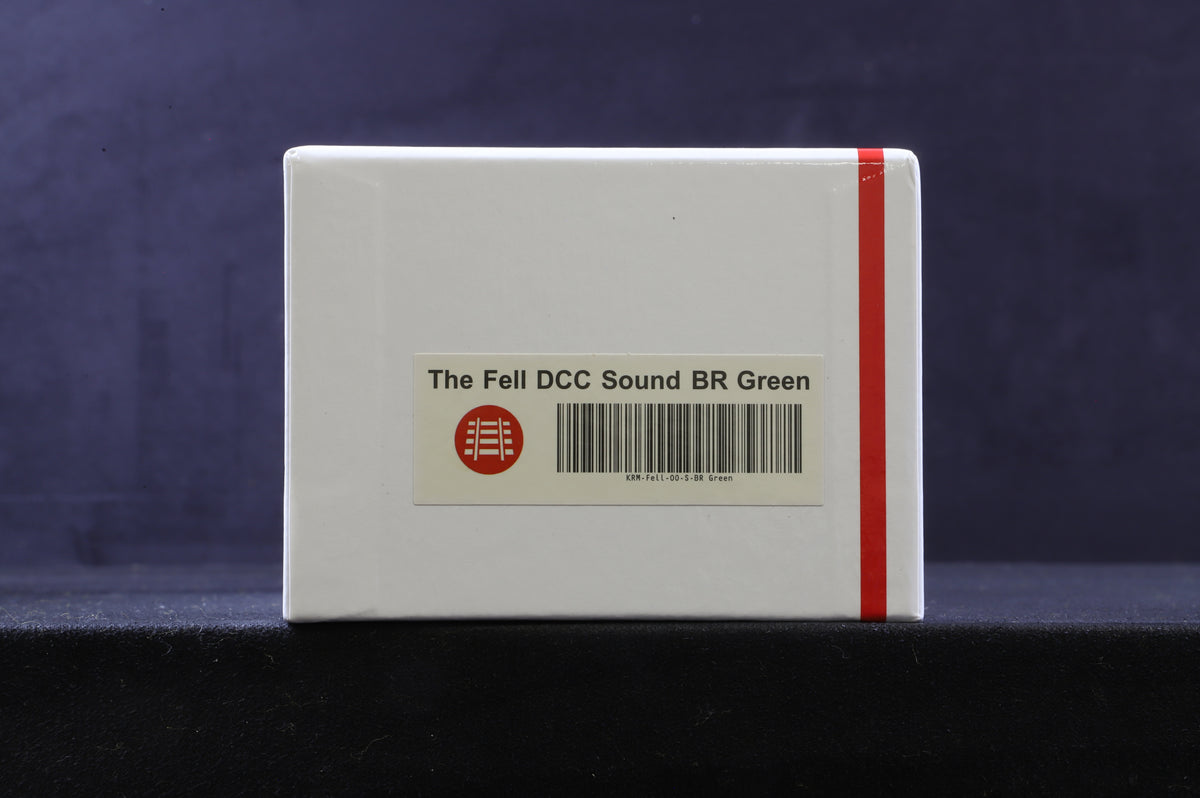 The Fell DCC Sound BR Green
KRM-Fell-OO-S-BR Green